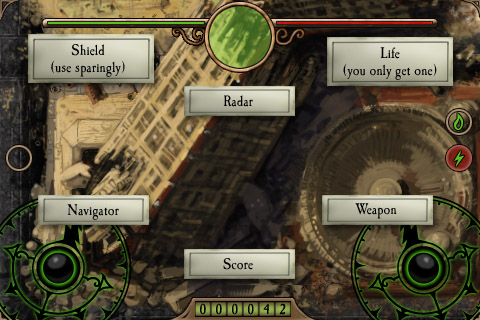 Shield
(use sparingly)
Life
(you only get one)
Radar
Navigator
Weapon
Score
000042